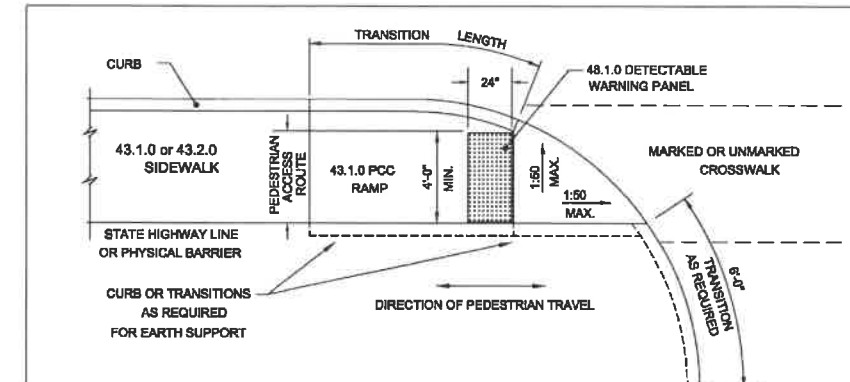 TRANSITION LENGTH
CURB
24"
48.1.0 DETECTABLE
WARNING PANEL
43.1.0 or 43.2.0
SIDEWALK
PEDESTRIAN
ACCESS
ROUTE
43.1.0 PCC
RAMP
4'-0"
MIN.
1:50
MAX.
1:50
MAX.
MARKED OR UNMARKED
CROSSWALK
STATE HIGHWAY LINE
OR PHYSICAL BARRIER
CURB OR TRANSITIONS
AS REQUIRED
FOR EARTH SUPPORT
DIRECTION OF PEDESTRIAN TRAVEL
6'-0"
TRANSITION
AS REQUIRED